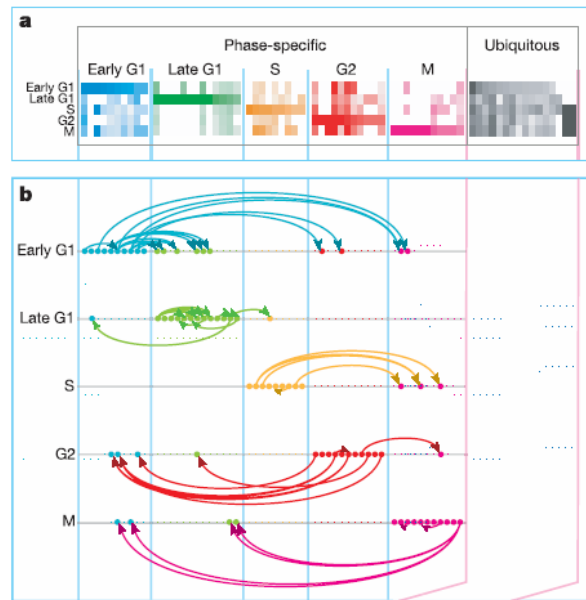 a
Phase-specific Ubiquitous
Early G1 Late G1 S G2 M
Early G1
Late G1
S
G2
M
b
Early G1
Late G1
S
G2
M